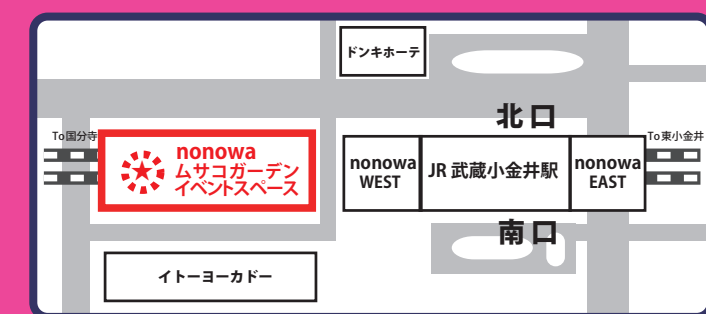 ドンキホーテ
北口
To国分寺
To東小金井
nonowa
ムサコガーデン
イベントスペース
nonowa
WEST
JR 武蔵小金井駅
nonowa
EAST
南口
イトーヨーカドー